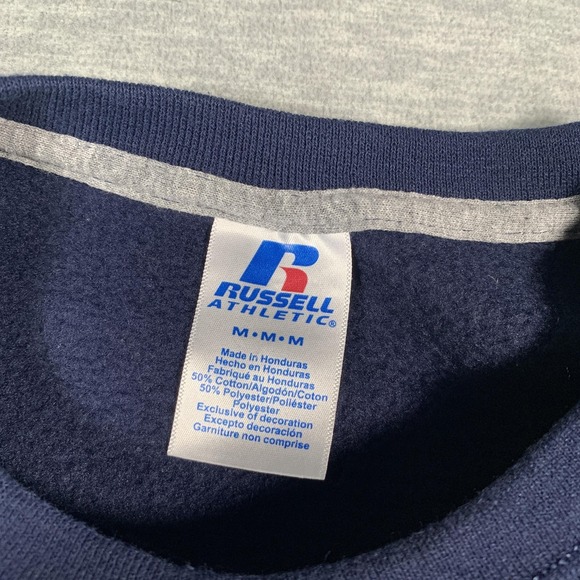 R
RUSSELL
ATHLETIC®
M•M•M
Made in Honduras
Hecho en Honduras
Fabriqué au Honduras
50% Cotton/Algodón/Coton
50% Polyester/Poliéster
Polyester
Exclusive of decoration
Excepto decoración
Garniture non comprise